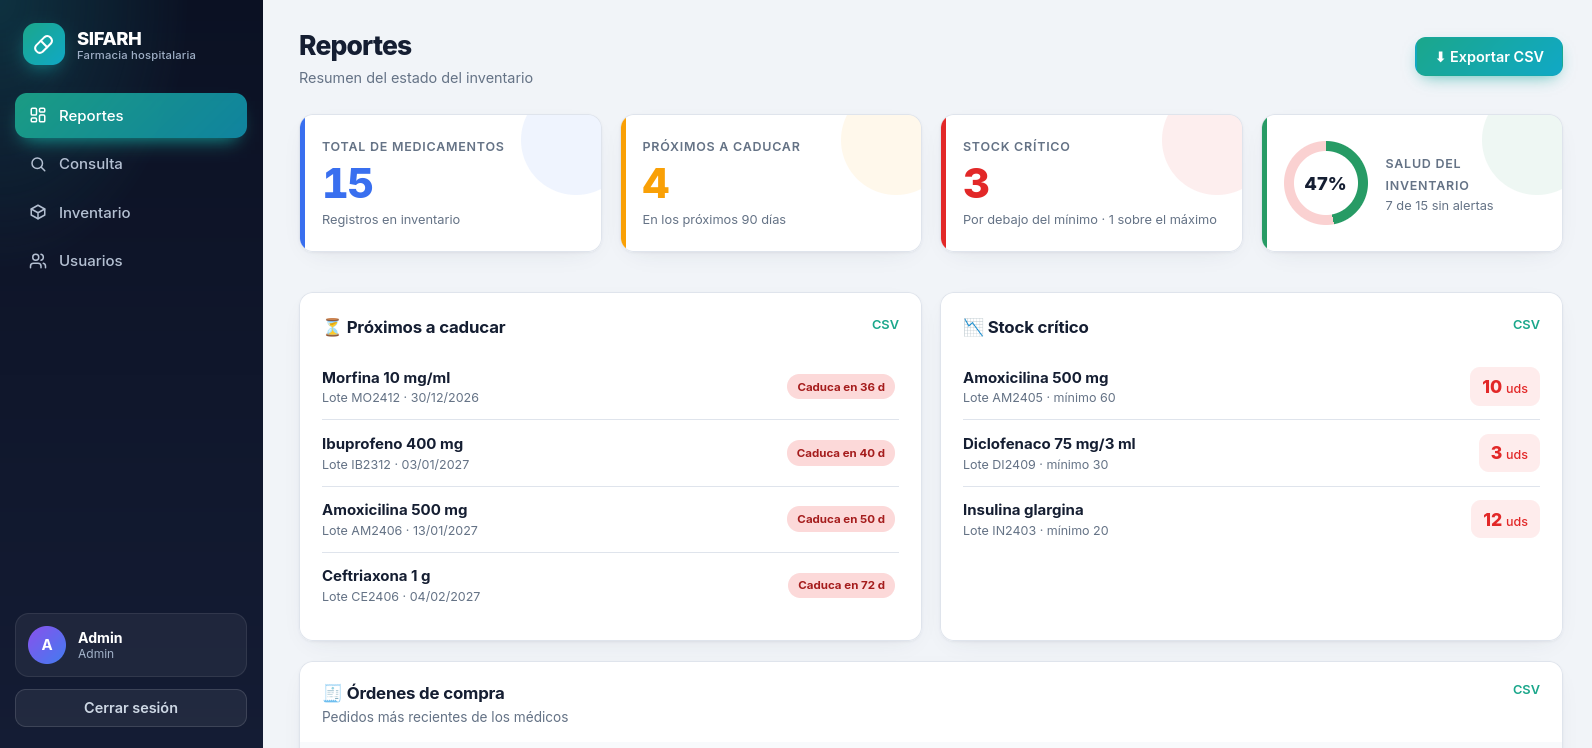 SIFARH
Farmacia hospitalaria
Reportes
Consulta
Inventario
Usuarios
A
Admin
Admin
Cerrar sesión
Reportes
Resumen del estado del inventario
⬇ Exportar CSV
TOTAL DE MEDICAMENTOS
15
Registros en inventario
PRÓXIMOS A CADUCAR
4
En los próximos 90 días
STOCK CRÍTICO
3
Por debajo del mínimo · 1 sobre el máximo
47%
SALUD DEL
INVENTARIO
7 de 15 sin alertas
⏳ Próximos a caducar
CSV
Morfina 10 mg/ml
Lote MO2412 · 30/12/2026
Caduca en 36 d
Ibuprofeno 400 mg
Lote IB2312 · 03/01/2027
Caduca en 40 d
Amoxicilina 500 mg
Lote AM2406 · 13/01/2027
Caduca en 50 d
Ceftriaxona 1 g
Lote CE2406 · 04/02/2027
Caduca en 72 d
📉 Stock crítico
CSV
Amoxicilina 500 mg
Lote AM2405 · mínimo 60
10 uds
Diclofenaco 75 mg/3 ml
Lote DI2409 · mínimo 30
3 uds
Insulina glargina
Lote IN2403 · mínimo 20
12 uds
🧾 Órdenes de compra
CSV
Pedidos más recientes de los médicos